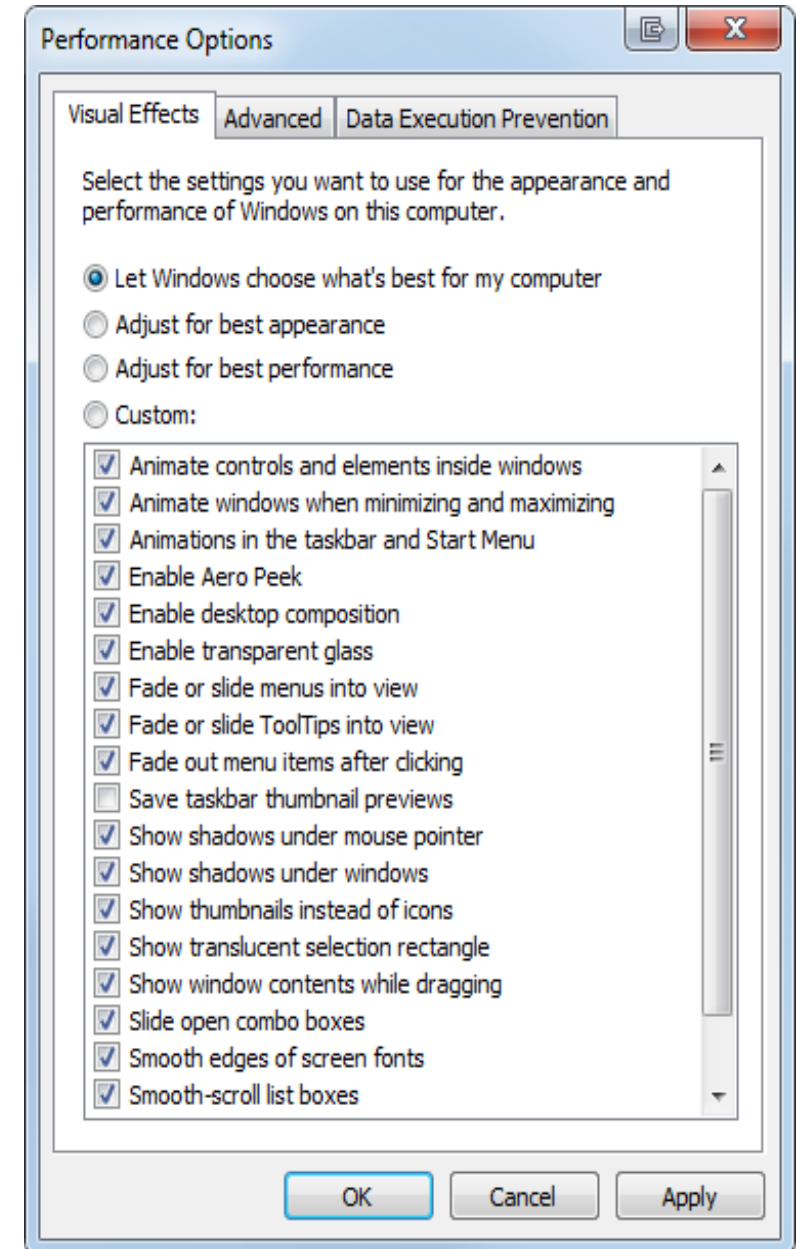 Performance Options
Visual Effects
Advanced
Data Execution Prevention
Select the settings you want to use for the appearance and
performance of Windows on this computer.
Let Windows choose what's best for my computer
Adjust for best appearance
Adjust for best performance
Custom:
Animate controls and elements inside windows
Animate windows when minimizing and maximizing
Animations in the taskbar and Start Menu
Enable Aero Peek
Enable desktop composition
Enable transparent glass
Fade or slide menus into view
Fade or slide ToolTips into view
Fade out menu items after clicking
Save taskbar thumbnail previews
Show shadows under mouse pointer
Show shadows under windows
Show thumbnails instead of icons
Show translucent selection rectangle
Show window contents while dragging
Slide open combo boxes
Smooth edges of screen fonts
Smooth-scroll list boxes
OK
Cancel
Apply